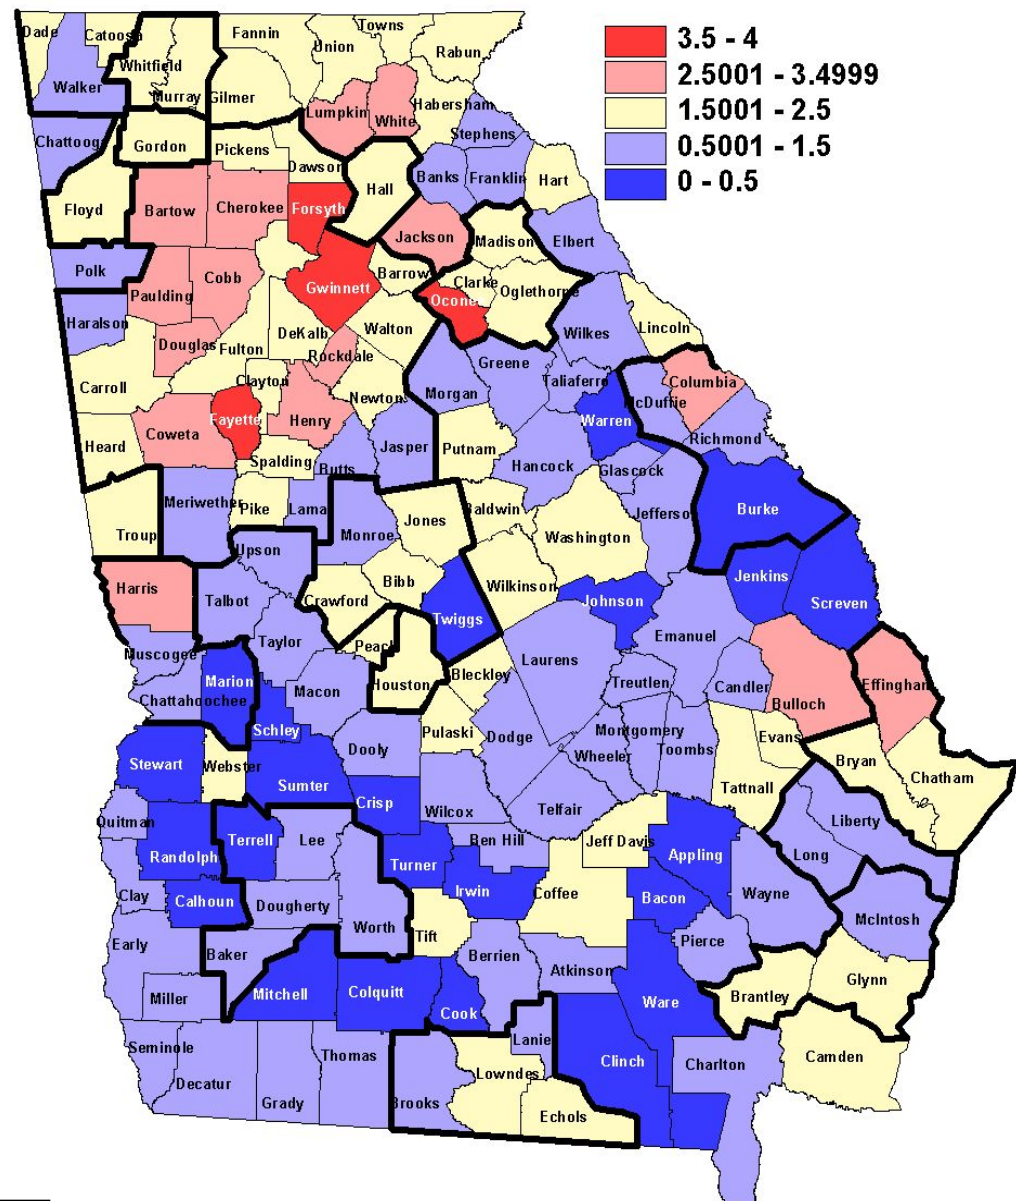 3.5 - 4
2.5001 - 3.4999
1.5001 - 2.5
0.5001 - 1.5
0 - 0.5
Dade
Catoosa
Fannin
Towns
Union
Rabun
Walker
Whitfield
Murray
Gilmer
Lumpkin
White
Habersham
Stephens
Chattoog
Gordon
Pickens
Dawson
Hall
Banks
Franklin
Hart
Floyd
Bartow
Cherokee
Forsyth
Jackson
Madison
Elbert
Polk
Paulding
Cobb
Gwinnett
Barrow
Clarke
Oconee
Oglethorpe
Haralson
Douglas
Fulton
DeKalb
Walton
Rockdale
Greene
Wilkes
Lincoln
Carroll
Clayton
Newton
Morgan
Taliaferro
McDuffie
Columbia
Heard
Coweta
Fayette
Henry
Spalding
Butts
Jasper
Putnam
Hancock
Warren
Glascock
Richmond
Troup
Meriwether
Pike
Lama
Monroe
Jones
Baldwin
Washington
Jefferso
Burke
Harris
Upson
Talbot
Crawford
Bibb
Twiggs
Wilkinson
Johnson
Jenkins
Screven
Muscogee
Taylor
Peach
Houston
Bleckley
Laurens
Emanuel
Treutlen
Candler
Bulloch
Effingham
Chattahoochee
Marion
Macon
Schley
Dooly
Pulaski
Dodge
Montgomery
Wheeler
Toombs
Evans
Tattnall
Bryan
Chatham
Stewart
Webster
Sumter
Crisp
Wilcox
Telfair
Liberty
Quitman
Randolph
Terrell
Lee
Turner
Ben Hill
Irwin
Jeff Davis
Coffee
Appling
Bacon
Long
Wayne
McIntosh
Clay
Calhoun
Dougherty
Worth
Tift
Early
Baker
Berrien
Atkinson
Pierce
Miller
Mitchell
Colquitt
Cook
Ware
Brantley
Glynn
Seminole
Decatur
Grady
Thomas
Brooks
Lanie
Lowndes
Echols
Clinch
Charlton
Camden